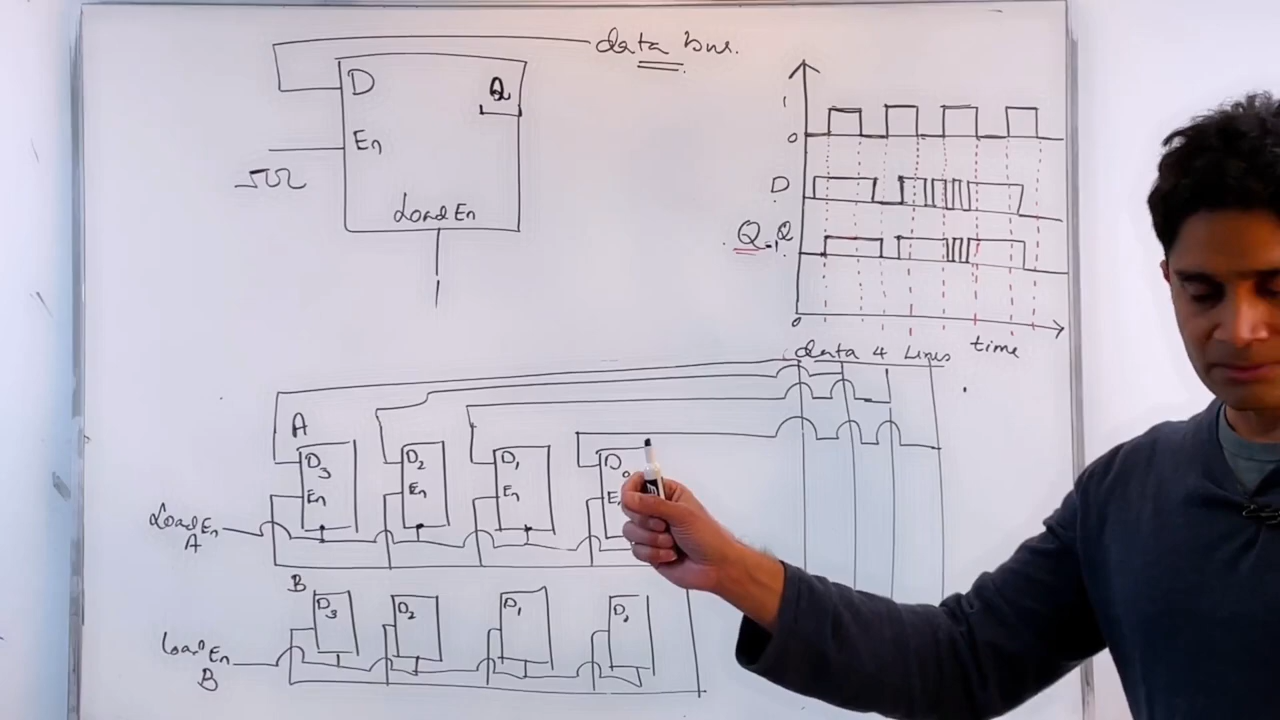 data bus.
D
Q
En
Load En
1
0
D
Q
Q
0
time
data 4 Lines
A
D3
D2
D1
D0
En
En
En
En
Load En
A
B
D3
D2
D1
D0
Load En
B